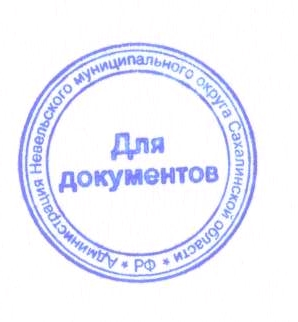 Администрация Невельского муниципального округа Сахалинской области * РФ *
Для
документов